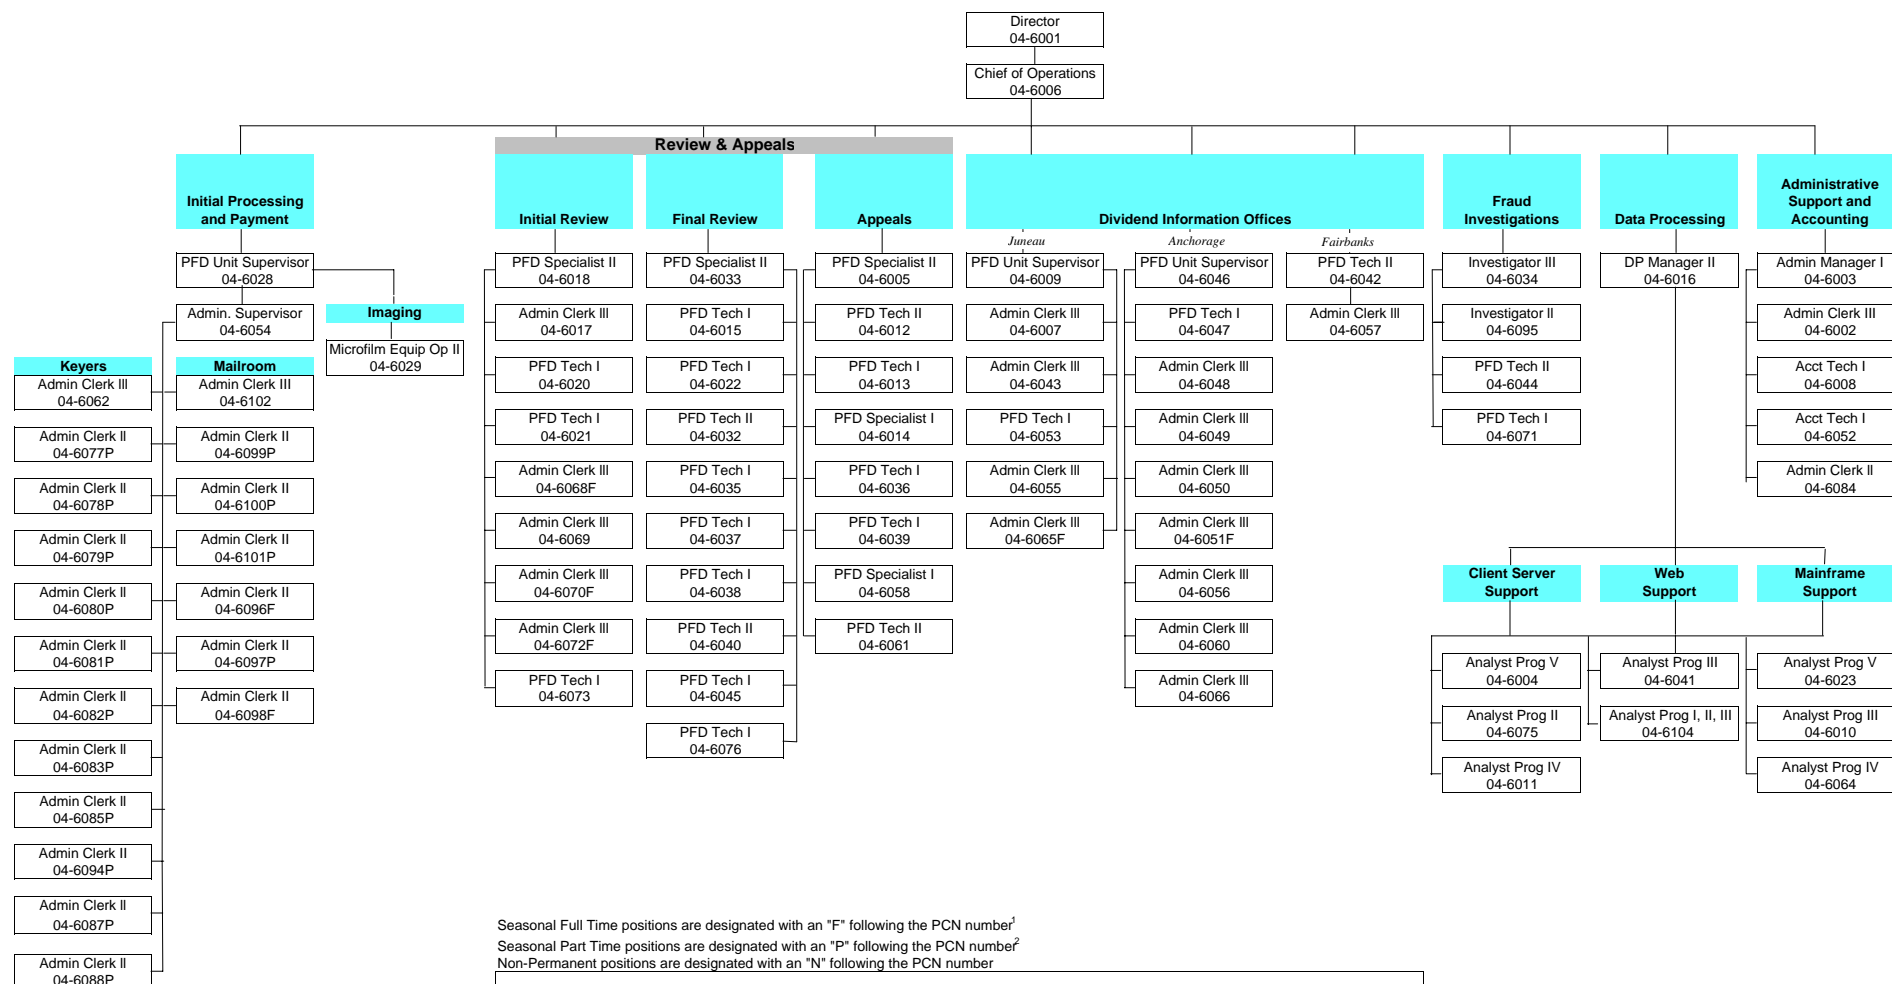 Director
04-6001
Chief of Operations
04-6006
Review & Appeals
Initial Processing
and Payment
Initial Review
Final Review
Appeals
Dividend Information Offices
Fraud
Investigations
Data Processing
Administrative
Support and
Accounting
Juneau
Anchorage
Fairbanks
PFD Unit Supervisor
04-6028
Admin. Supervisor
04-6054
Imaging
Microfilm Equip Op II
04-6029
Keyers
Admin Clerk III
04-6062
Admin Clerk II
04-6077P
Admin Clerk II
04-6078P
Admin Clerk II
04-6079P
Admin Clerk II
04-6080P
Admin Clerk II
04-6081P
Admin Clerk II
04-6082P
Admin Clerk II
04-6083P
Admin Clerk II
04-6085P
Admin Clerk II
04-6094P
Admin Clerk II
04-6087P
Admin Clerk II
04-6088P
Mailroom
Admin Clerk III
04-6102
Admin Clerk II
04-6099P
Admin Clerk II
04-6100P
Admin Clerk II
04-6101P
Admin Clerk II
04-6096F
Admin Clerk II
04-6097P
Admin Clerk II
04-6098F
PFD Specialist II
04-6018
Admin Clerk III
04-6017
PFD Tech I
04-6020
PFD Tech I
04-6021
Admin Clerk III
04-6068F
Admin Clerk III
04-6069
Admin Clerk III
04-6070F
Admin Clerk III
04-6072F
PFD Tech I
04-6073
PFD Specialist II
04-6033
PFD Tech I
04-6015
PFD Tech I
04-6022
PFD Tech II
04-6032
PFD Tech I
04-6035
PFD Tech I
04-6037
PFD Tech I
04-6038
PFD Tech II
04-6040
PFD Tech I
04-6045
PFD Tech I
04-6076
PFD Specialist II
04-6005
PFD Tech II
04-6012
PFD Tech I
04-6013
PFD Specialist I
04-6014
PFD Tech I
04-6036
PFD Tech I
04-6039
PFD Specialist I
04-6058
PFD Tech II
04-6061
PFD Unit Supervisor
04-6009
Admin Clerk III
04-6007
Admin Clerk III
04-6043
PFD Tech I
04-6053
Admin Clerk III
04-6055
Admin Clerk III
04-6065F
PFD Unit Supervisor
04-6046
PFD Tech I
04-6047
Admin Clerk III
04-6048
Admin Clerk III
04-6049
Admin Clerk III
04-6050
Admin Clerk III
04-6051F
Admin Clerk III
04-6056
Admin Clerk III
04-6060
Admin Clerk III
04-6066
PFD Tech II
04-6042
Admin Clerk III
04-6057
Investigator III
04-6034
Investigator II
04-6095
PFD Tech II
04-6044
PFD Tech I
04-6071
DP Manager II
04-6016
Admin Manager I
04-6003
Admin Clerk III
04-6002
Acct Tech I
04-6008
Acct Tech I
04-6052
Admin Clerk II
04-6084
Client Server
Support
Analyst Prog V
04-6004
Analyst Prog II
04-6075
Analyst Prog IV
04-6011
Web
Support
Analyst Prog III
04-6041
Analyst Prog I, II, III
04-6104
Mainframe
Support
Analyst Prog V
04-6023
Analyst Prog III
04-6010
Analyst Prog IV
04-6064
Seasonal Full Time positions are designated with an "F" following the PCN number¹
Seasonal Part Time positions are designated with an "P" following the PCN number²
Non-Permanent positions are designated with an "N" following the PCN number